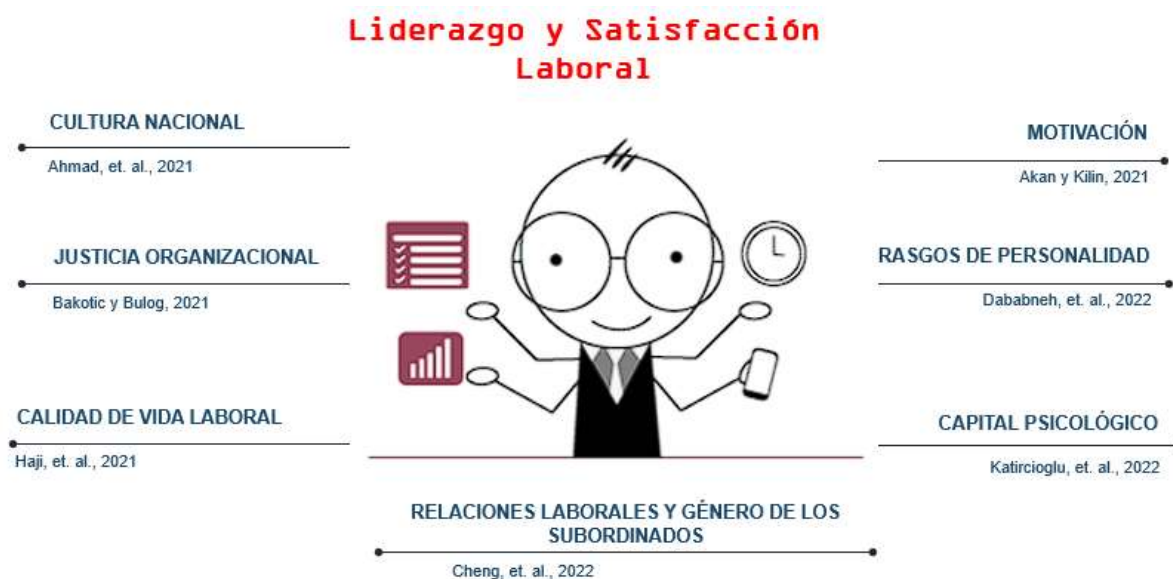 Liderazgo y Satisfacción
Laboral
CULTURA NACIONAL
Ahmad, et. al., 2021
JUSTICIA ORGANIZACIONAL
Bakotic y Bulog, 2021
CALIDAD DE VIDA LABORAL
Haji, et. al., 2021
MOTIVACIÓN
Akan y Kilin, 2021
RASGOS DE PERSONALIDAD
Dababneh, et. al., 2022
CAPITAL PSICOLÓGICO
Katircioglu, et. al., 2022
RELACIONES LABORALES Y GÉNERO DE LOS
SUBORDINADOS
Cheng, et. al., 2022